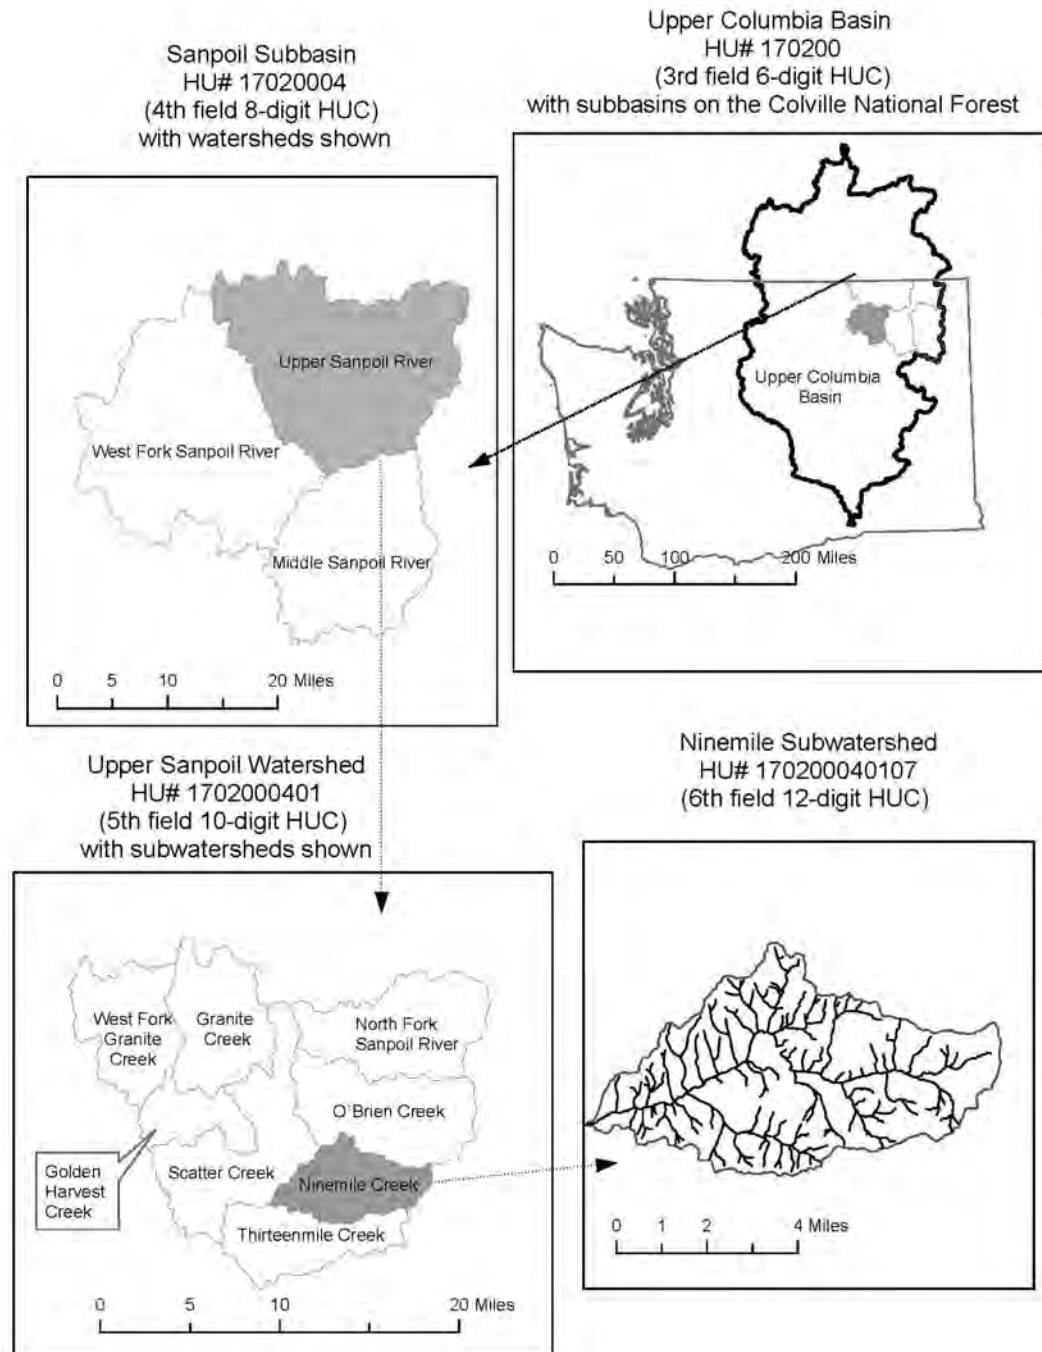 Sanpoil Subbasin
HU# 17020004
(4th field 8-digit HUC)
with watersheds shown
Upper Sanpoil River
West Fork Sanpoil River
Middle Sanpoil River
0 5 10 20 Miles
Upper Columbia Basin
HU# 170200
(3rd field 6-digit HUC)
with subbasins on the Colville National Forest
Upper Columbia
Basin
0 50 100 200 Miles
Upper Sanpoil Watershed
HU# 1702000401
(5th field 10-digit HUC)
with subwatersheds shown
West Fork
Granite
Creek
Granite
Creek
North Fork
Sanpoil River
O'Brien Creek
Golden
Harvest
Creek
Scatter Creek
Ninemile Creek
Thirteenmile Creek
0 5 10 20 Miles
Ninemile Subwatershed
HU# 170200040107
(6th field 12-digit HUC)
0 1 2 4 Miles